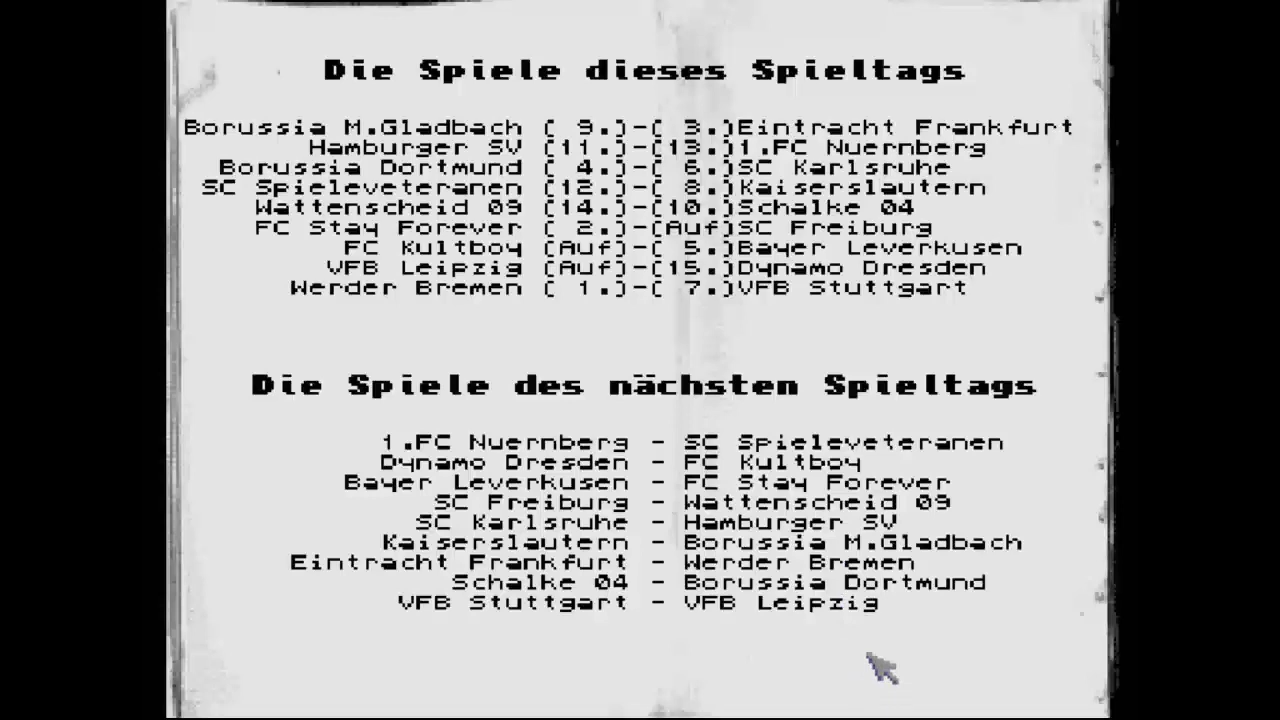 Die Spiele dieses Spieltags
Borussia M.Gladbach ( 9.)-( 3.)Eintracht Frankfurt
Hamburger SV (11.)-(13.)1.FC Nuernberg
Borussia Dortmund ( 4.)-( 6.)SC Karlsruhe
SC Spieleveteranen (12.)-( 8.)Kaiserslautern
Wattenscheid 09 (14.)-(10.)Schalke 04
FC Stay Forever ( 2.)-(Auf)SC Freiburg
FC Kultboy (Auf)-( 5.)Bayer Leverkusen
VFB Leipzig (Auf)-(15.)Dynamo Dresden
Werder Bremen ( 1.)-( 7.)VFB Stuttgart
Die Spiele des nächsten Spieltags
1.FC Nuernberg - SC Spieleveteranen
Dynamo Dresden - FC Kultboy
Bayer Leverkusen - FC Stay Forever
SC Freiburg - Wattenscheid 09
SC Karlsruhe - Hamburger SV
Kaiserslautern - Borussia M.Gladbach
Eintracht Frankfurt - Werder Bremen
Schalke 04 - Borussia Dortmund
VFB Stuttgart - VFB Leipzig